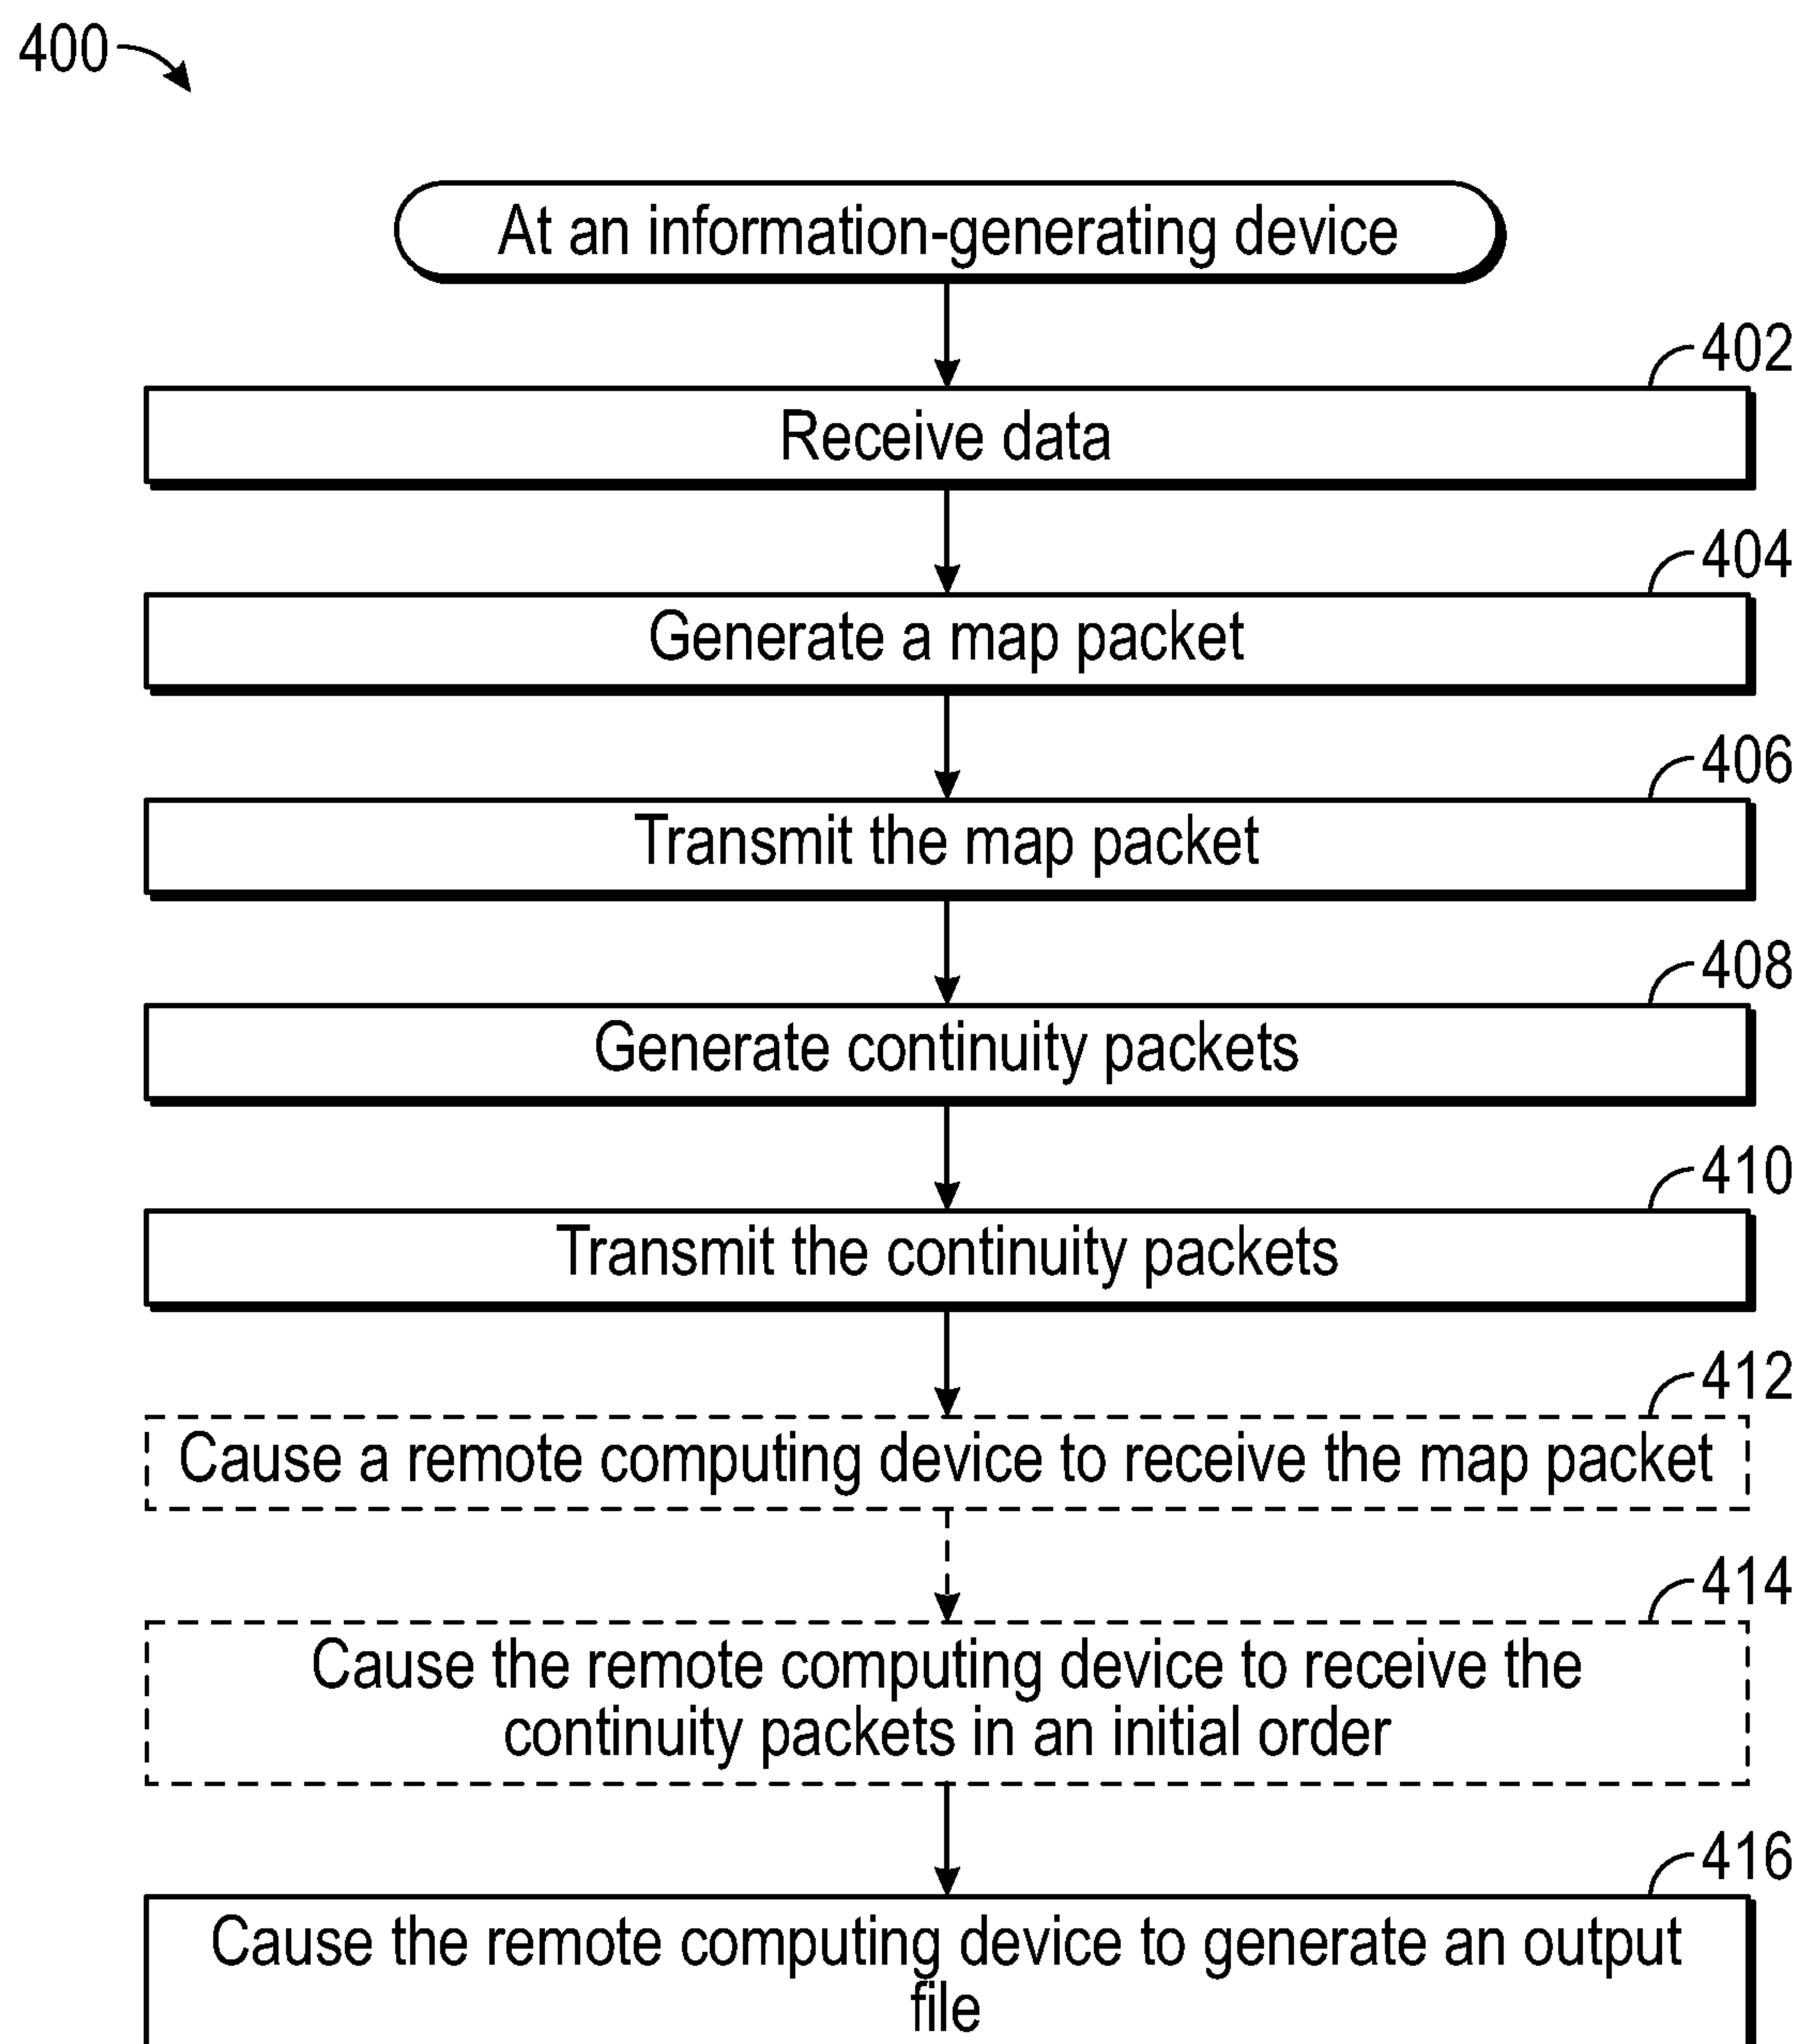 400
At an information-generating device
402
Receive data
404
Generate a map packet
406
Transmit the map packet
408
Generate continuity packets
410
Transmit the continuity packets
412
Cause a remote computing device to receive the map packet
414
Cause the remote computing device to receive the
continuity packets in an initial order
416
Cause the remote computing device to generate an output
file